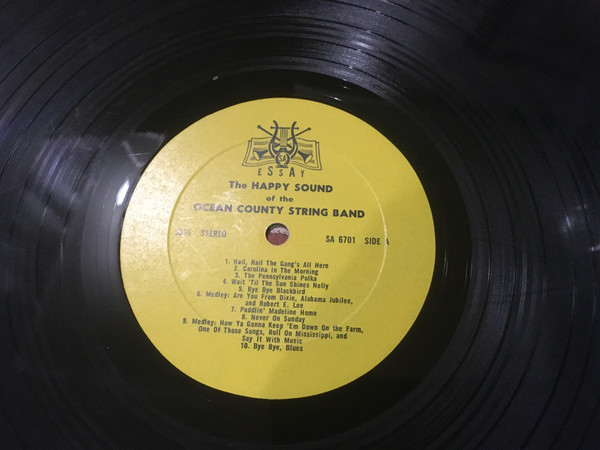 SA
ESSAY
The HAPPY SOUND
of the
OCEAN COUNTY STRING BAND
STEREO SA 6701 SIDE A
1. Hail, Hail The Gang's All Here
2. Carolina In The Morning
3. The Pennsylvania Polka
4. Wait 'Til The Sun Shines Nelly
5. Bye Bye Blackbird
6. Medley: Are You From Dixie, Alabama Jubilee,
and Robert E. Lee
7. Paddlin' Madeline Home
8. Never On Sunday
9. Medley: How Ya Gonna Keep 'Em Down On the Farm,
One Of Those Songs, Roll On Mississippi, and
Say It With Music
10. Bye Bye, Blues